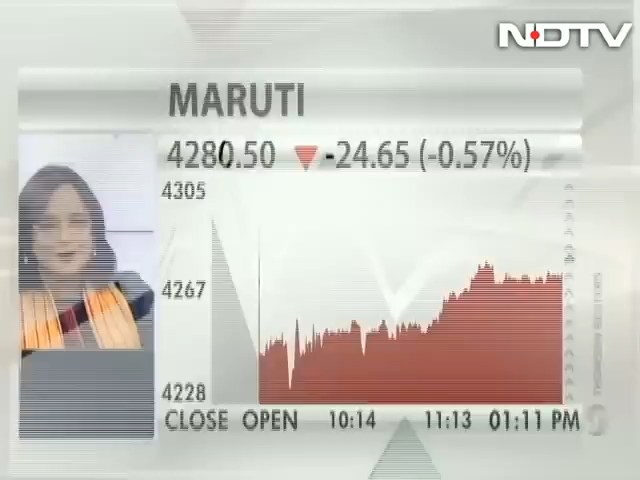 NDTV
MARUTI
4280.50 ▼ -24.65 (-0.57%)
4305
4267
4228
CLOSE OPEN 10:14 11:13 01:11 PM